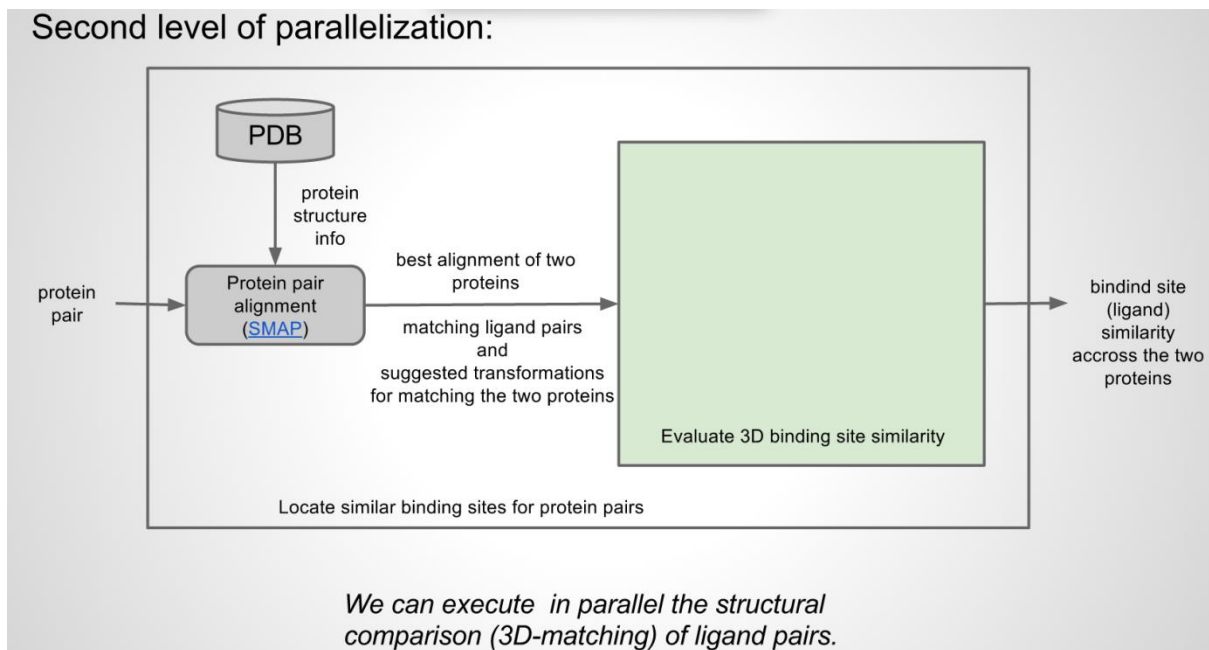 Second level of parallelization:
PDB
protein
structure
info
protein
pair
Protein pair
alignment
(SMAP)
best alignment of two
proteins
matching ligand pairs
and
suggested transformations
for matching the two proteins
Evaluate 3D binding site similarity
bindind site
(ligand)
similarity
accross the two
proteins
Locate similar binding sites for protein pairs
We can execute  in parallel the structural
comparison (3D-matching) of ligand pairs.